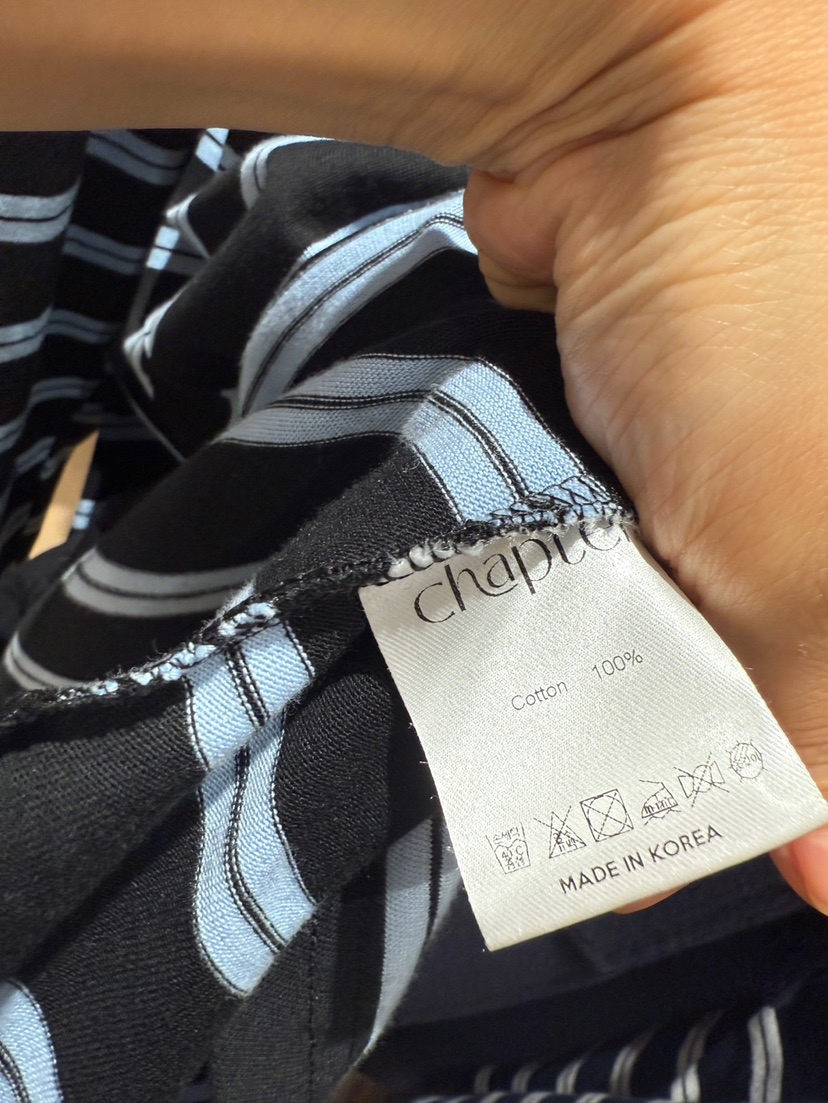 chapter
Cotton 100%
MADE IN KOREA